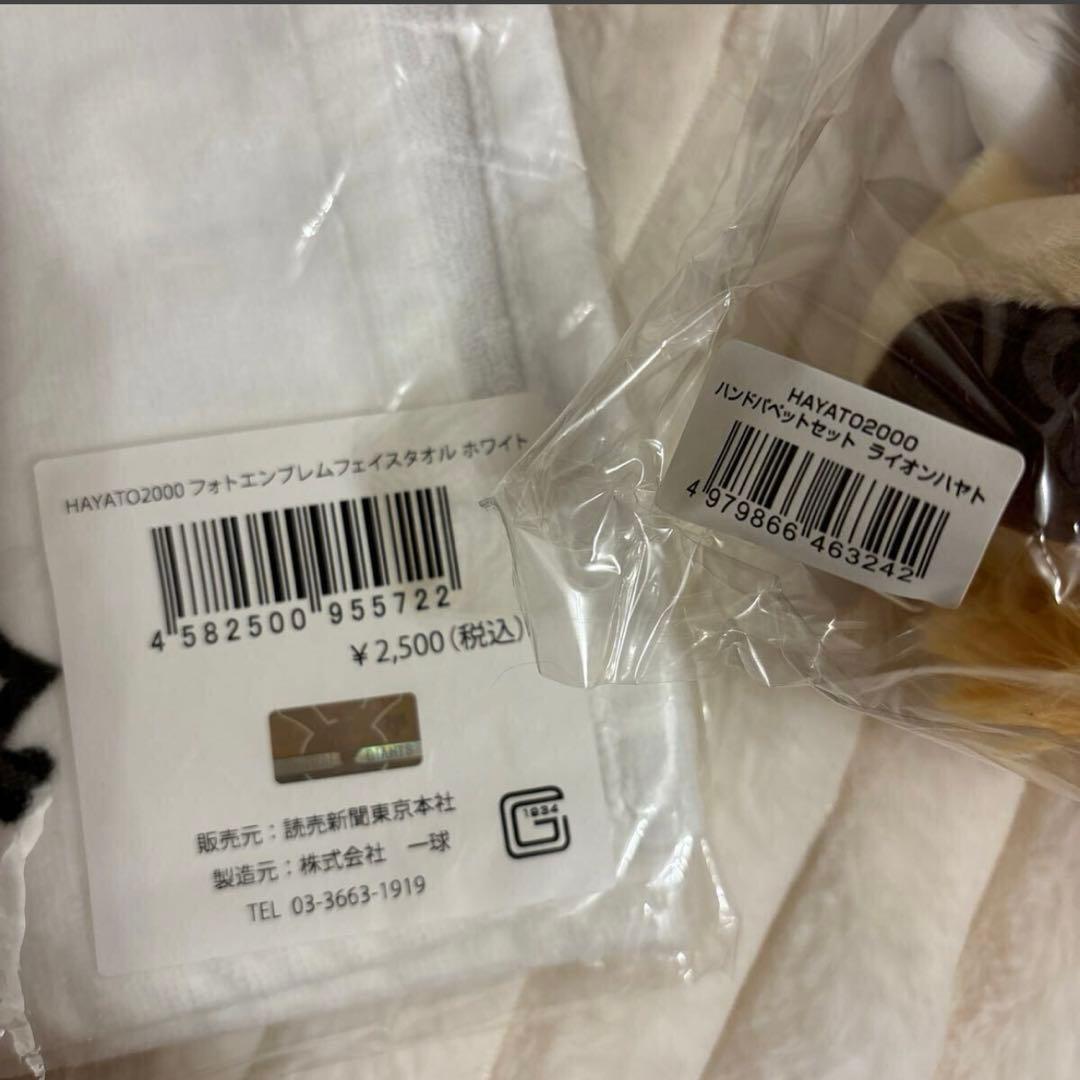 HAYATO2000 フォトエンブレムフェイスタオル ホワイト
4 582500 955722
¥2,500(税込)
GIANTS
販売元：読売新聞東京本社
製造元：株式会社　一球
TEL 03-3663-1919
1934
G
HAYATO2000
ハンドパペットセット ライオンハヤト
4 979866 463242